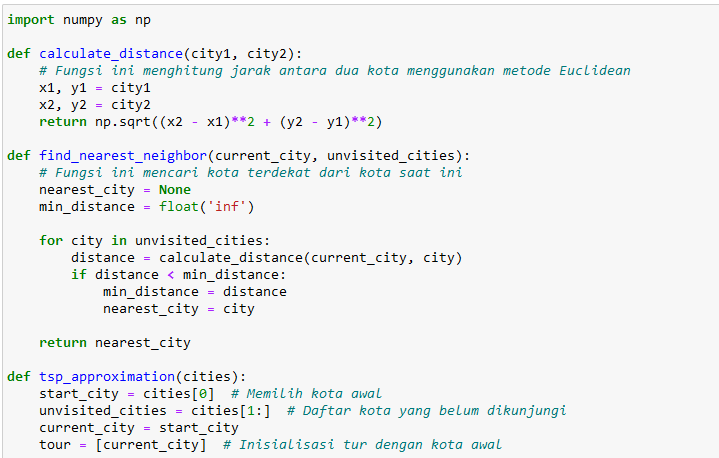 import numpy as np
def calculate_distance(city1, city2):
    # Fungsi ini menghitung jarak antara dua kota menggunakan metode Euclidean
    x1, y1 = city1
    x2, y2 = city2
    return np.sqrt((x2 - x1)**2 + (y2 - y1)**2)
def find_nearest_neighbor(current_city, unvisited_cities):
    # Fungsi ini mencari kota terdekat dari kota saat ini
    nearest_city = None
    min_distance = float('inf')
    for city in unvisited_cities:
        distance = calculate_distance(current_city, city)
        if distance < min_distance:
            min_distance = distance
            nearest_city = city
    return nearest_city
def tsp_approximation(cities):
    start_city = cities[0]  # Memilih kota awal
    unvisited_cities = cities[1:]  # Daftar kota yang belum dikunjungi
    current_city = start_city
    tour = [current_city]  # Inisialisasi tur dengan kota awal